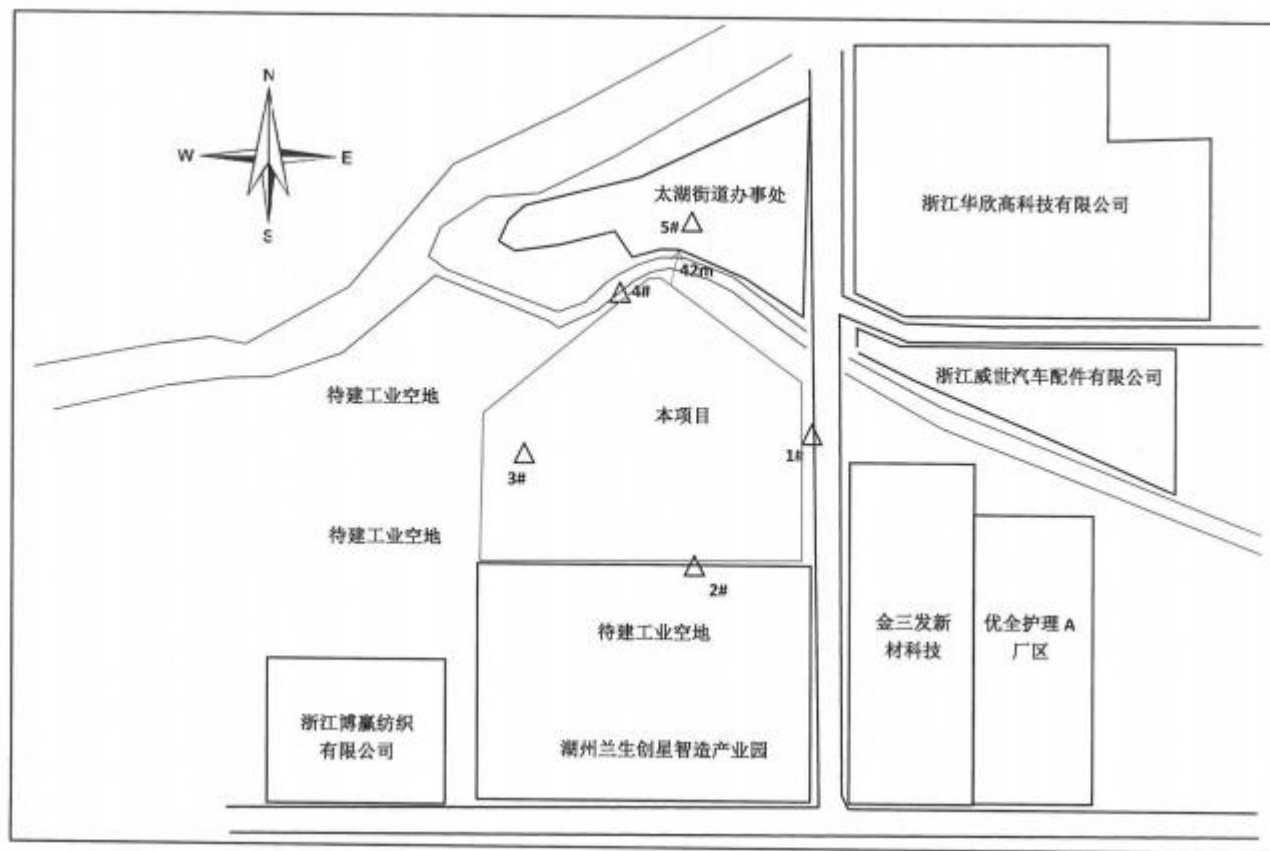 N
W
E
S
太湖街道办事处
5#
42m
4#
浙江华欣高科技有限公司
浙江威世汽车配件有限公司
待建工业空地
本项目
1#
3#
待建工业空地
2#
待建工业空地
金三发新
材科技
优全护理 A
厂区
浙江博赢纺织
有限公司
湖州兰生创星智造产业园